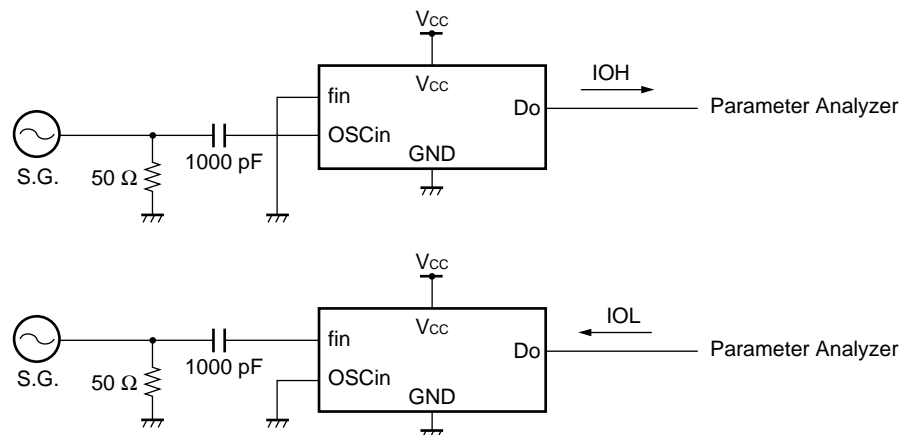 VCC
VCC
IOH
fin
Do
Parameter Analyzer
OSCin
GND
1000 pF
50 Ω
S.G.
VCC
VCC
IOL
fin
Do
Parameter Analyzer
1000 pF
OSCin
S.G.
50 Ω
GND